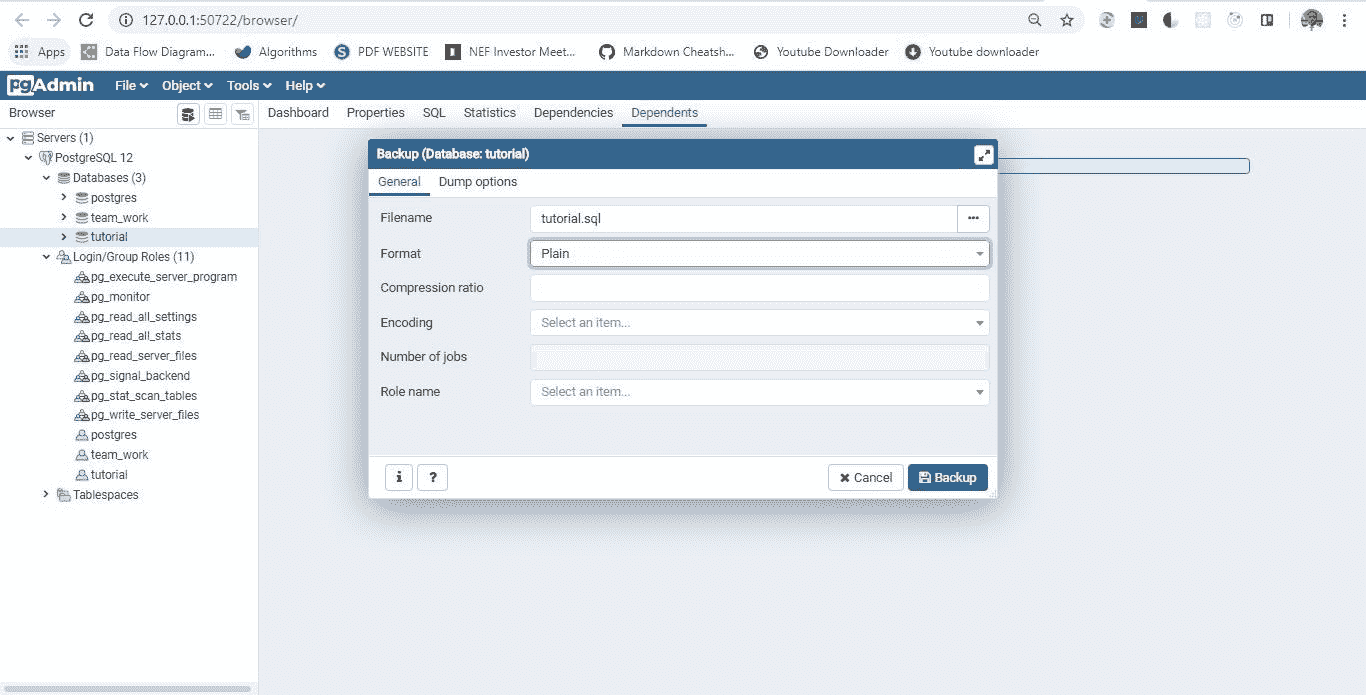 127.0.0.1:50722/browser/
Apps Data Flow Diagram... Algorithms PDF WEBSITE NEF Investor Meet... Markdown Cheatsh... Youtube Downloader Youtube downloader
pgAdmin File Object Tools Help
Browser Dashboard Properties SQL Statistics Dependencies Dependents
Servers (1)
PostgreSQL 12
Databases (3)
postgres
team_work
tutorial
Login/Group Roles (11)
pg_execute_server_program
pg_monitor
pg_read_all_settings
pg_read_all_stats
pg_read_server_files
pg_signal_backend
pg_stat_scan_tables
pg_write_server_files
postgres
team_work
tutorial
Tablespaces
Backup (Database: tutorial)
General Dump options
Filename tutorial.sql
Format Plain
Compression ratio
Encoding Select an item...
Number of jobs
Role name Select an item...
i ? Cancel Backup